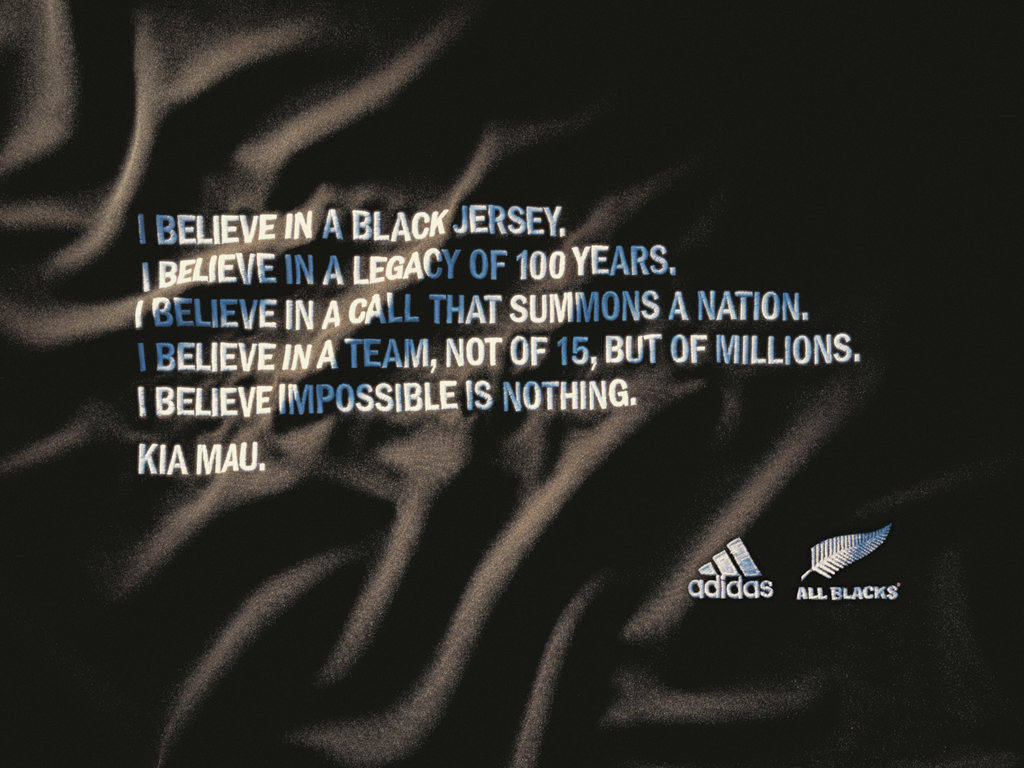 I BELIEVE IN A BLACK JERSEY.
I BELIEVE IN A LEGACY OF 100 YEARS.
I BELIEVE IN A CALL THAT SUMMONS A NATION.
I BELIEVE IN A TEAM, NOT OF 15, BUT OF MILLIONS.
I BELIEVE IMPOSSIBLE IS NOTHING.
KIA MAU.
adidas
ALL BLACKS®